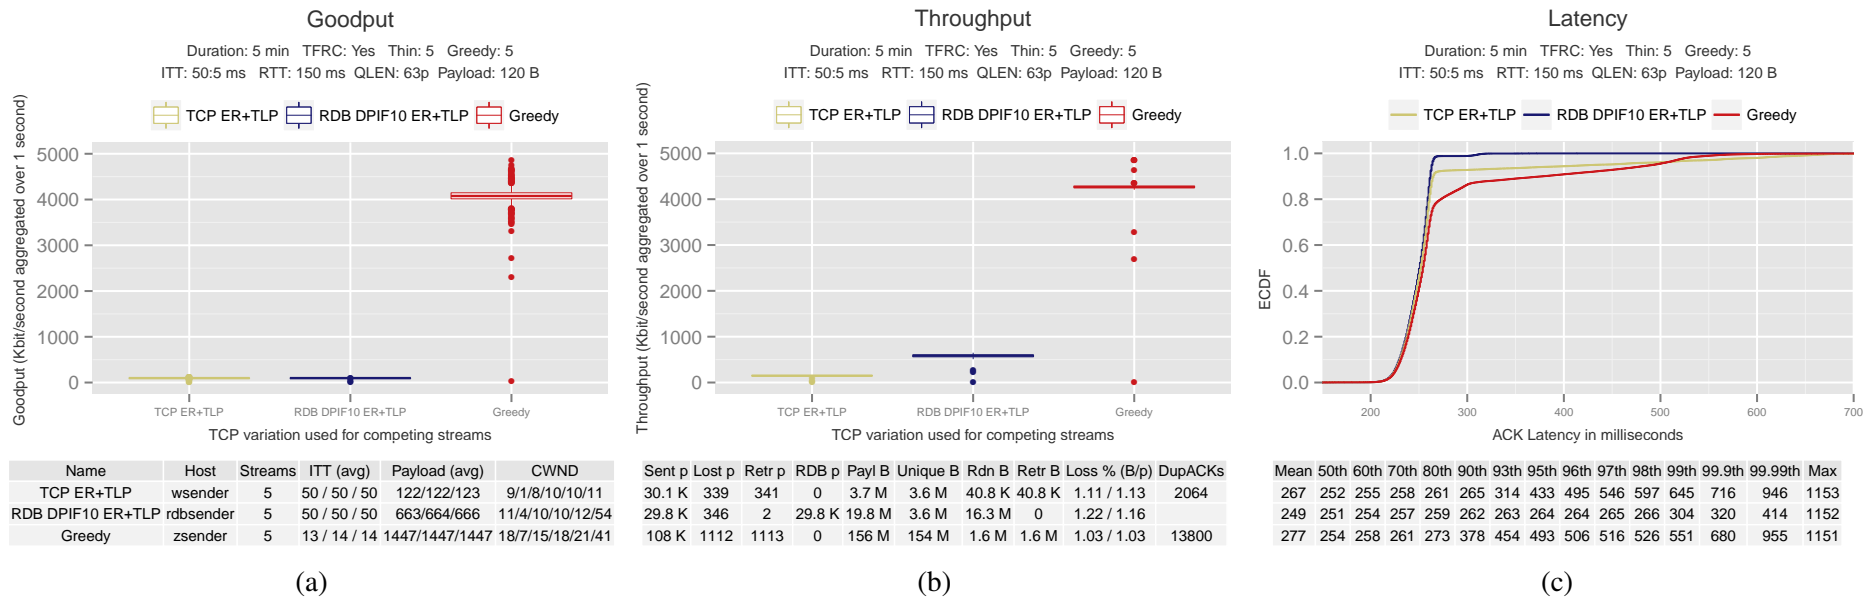 Goodput
Duration: 5 min TFRC: Yes Thin: 5 Greedy: 5
ITT: 50:5 ms RTT: 150 ms QLEN: 63p Payload: 120 B
TCP ER+TLP RDB DPIF10 ER+TLP Greedy
Goodput (Kbit/second aggregated over 1 second)
5000
4000
3000
2000
1000
0
TCP ER+TLP RDB DPIF10 ER+TLP Greedy
TCP variation used for competing streams
Name Host Streams ITT (avg) Payload (avg) CWND
TCP ER+TLP wsender 5 50 / 50 / 50 122/122/123 9/1/8/10/10/11
RDB DPIF10 ER+TLP rdbsender 5 50 / 50 / 50 663/664/666 11/4/10/10/12/54
Greedy zsender 5 13 / 14 / 14 1447/1447/1447 18/7/15/18/21/41
(a)
Throughput
Duration: 5 min TFRC: Yes Thin: 5 Greedy: 5
ITT: 50:5 ms RTT: 150 ms QLEN: 63p Payload: 120 B
TCP ER+TLP RDB DPIF10 ER+TLP Greedy
Throughput (Kbit/second aggregated over 1 second)
5000
4000
3000
2000
1000
0
TCP ER+TLP RDB DPIF10 ER+TLP Greedy
TCP variation used for competing streams
Sent p Lost p Retr p RDB p Payl B Unique B Rdn B Retr B Loss % (B/p) DupACKs
30.1 K 339 341 0 3.7 M 3.6 M 40.8 K 40.8 K 1.11 / 1.13 2064
29.8 K 346 2 29.8 K 19.8 M 3.6 M 16.3 M 0 1.22 / 1.16
108 K 1112 1113 0 156 M 154 M 1.6 M 1.6 M 1.03 / 1.03 13800
(b)
Latency
Duration: 5 min TFRC: Yes Thin: 5 Greedy: 5
ITT: 50:5 ms RTT: 150 ms QLEN: 63p Payload: 120 B
TCP ER+TLP RDB DPIF10 ER+TLP Greedy
ECDF
1.0
0.8
0.6
0.4
0.2
0.0
200 300 400 500 600 700
ACK Latency in milliseconds
Mean 50th 60th 70th 80th 90th 93th 95th 96th 97th 98th 99th 99.9th 99.99th Max
267 252 255 258 261 265 314 433 495 546 597 645 716 946 1153
249 251 254 257 259 262 263 264 264 265 266 304 320 414 1152
277 254 258 261 273 378 454 493 506 516 526 551 680 955 1151
(c)